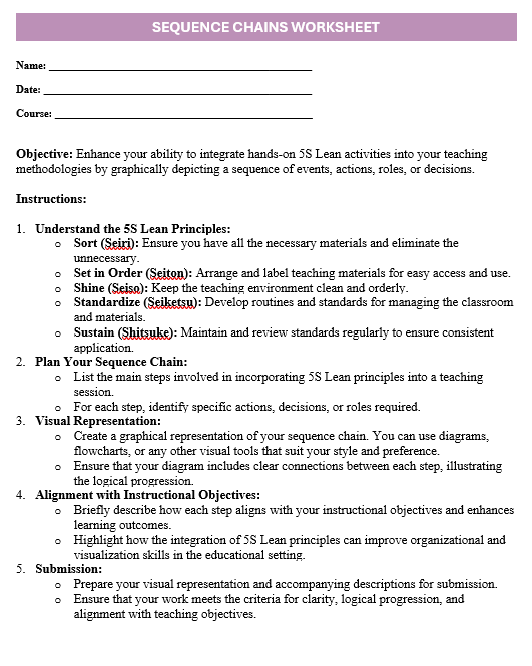 SEQUENCE CHAINS WORKSHEET
Name: ____________________
Date: ____________________
Course: ____________________
Objective: Enhance your ability to integrate hands-on 5S Lean activities into your teaching
methodologies by graphically depicting a sequence of events, actions, roles, or decisions.
Instructions:
1. Understand the 5S Lean Principles:
o Sort (Seiri): Ensure you have all the necessary materials and eliminate the
unnecessary.
o Set in Order (Seiton): Arrange and label teaching materials for easy access and use.
o Shine (Seiso): Keep the teaching environment clean and orderly.
o Standardize (Seiketsu): Develop routines and standards for managing the classroom
and materials.
o Sustain (Shitsuke): Maintain and review standards regularly to ensure consistent
application.
2. Plan Your Sequence Chain:
o List the main steps involved in incorporating 5S Lean principles into a teaching
session.
o For each step, identify specific actions, decisions, or roles required.
3. Visual Representation:
o Create a graphical representation of your sequence chain. You can use diagrams,
flowcharts, or any other visual tools that suit your style and preference.
o Ensure that your diagram includes clear connections between each step, illustrating
the logical progression.
4. Alignment with Instructional Objectives:
o Briefly describe how each step aligns with your instructional objectives and enhances
learning outcomes.
o Highlight how the integration of 5S Lean principles can improve organizational and
visualization skills in the educational setting.
5. Submission:
o Prepare your visual representation and accompanying descriptions for submission.
o Ensure that your work meets the criteria for clarity, logical progression, and
alignment with teaching objectives.